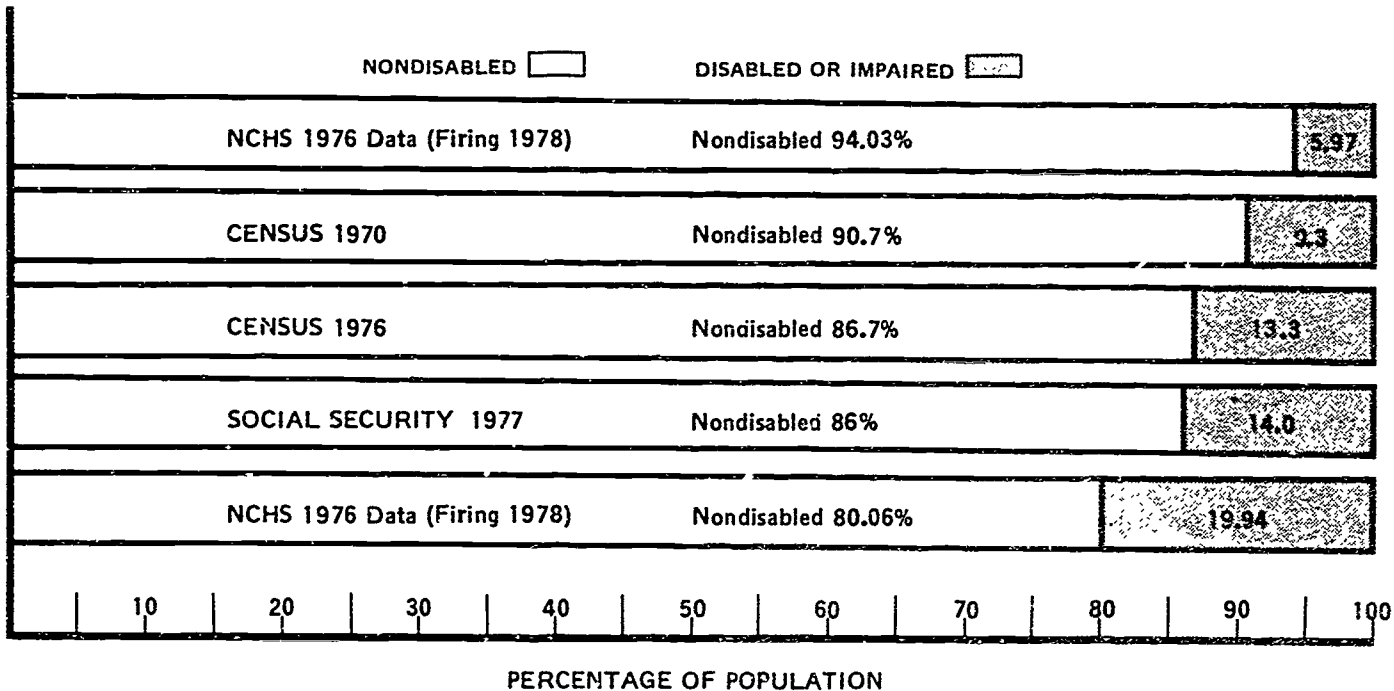 NONDISABLED DISABLED OR IMPAIRED
NCHS 1976 Data (Firing 1978) Nondisabled 94.03% 5.97
CENSUS 1970 Nondisabled 90.7% 9.3
CENSUS 1976 Nondisabled 86.7% 13.3
SOCIAL SECURITY 1977 Nondisabled 86% 14.0
NCHS 1976 Data (Firing 1978) Nondisabled 80.06% 19.94
10 20 30 40 50 60 70 80 90 100
PERCENTAGE OF POPULATION